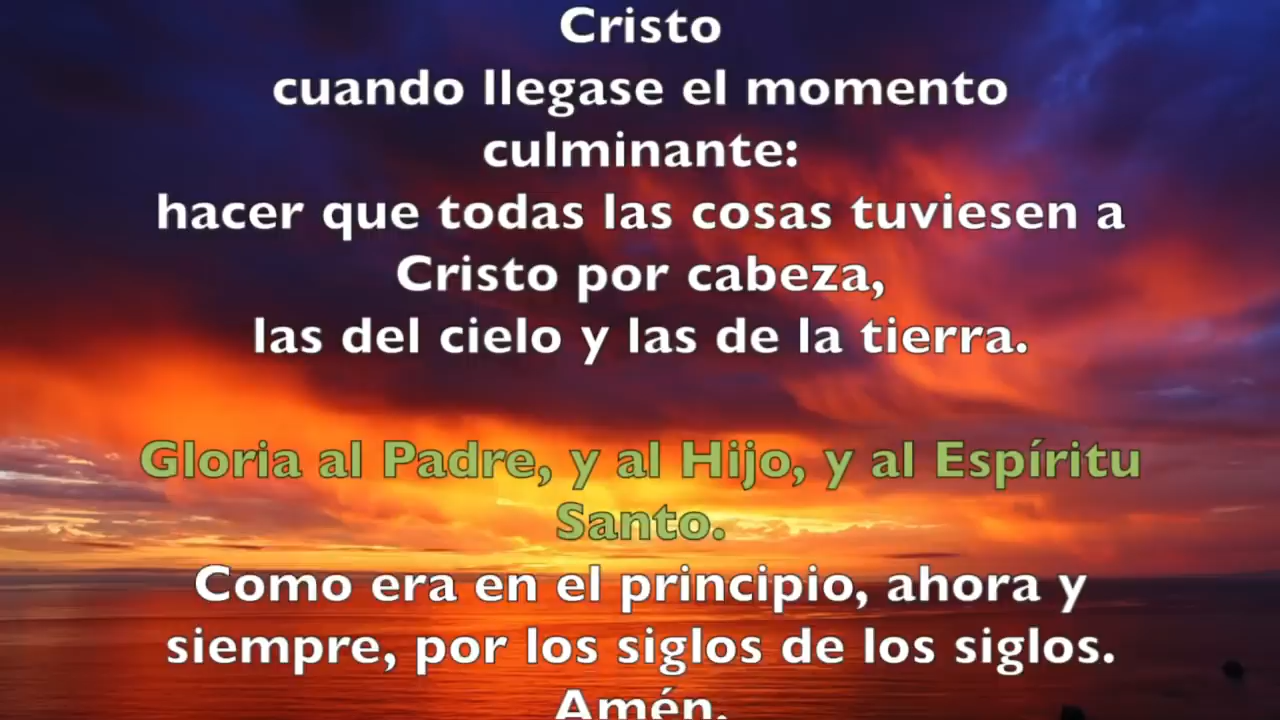 Cristo
cuando llegase el momento
culminante:
hacer que todas las cosas tuviesen a
Cristo por cabeza,
las del cielo y las de la tierra.
Gloria al Padre, y al Hijo, y al Espíritu
Santo.
Como era en el principio, ahora y
siempre, por los siglos de los siglos.
Amén.